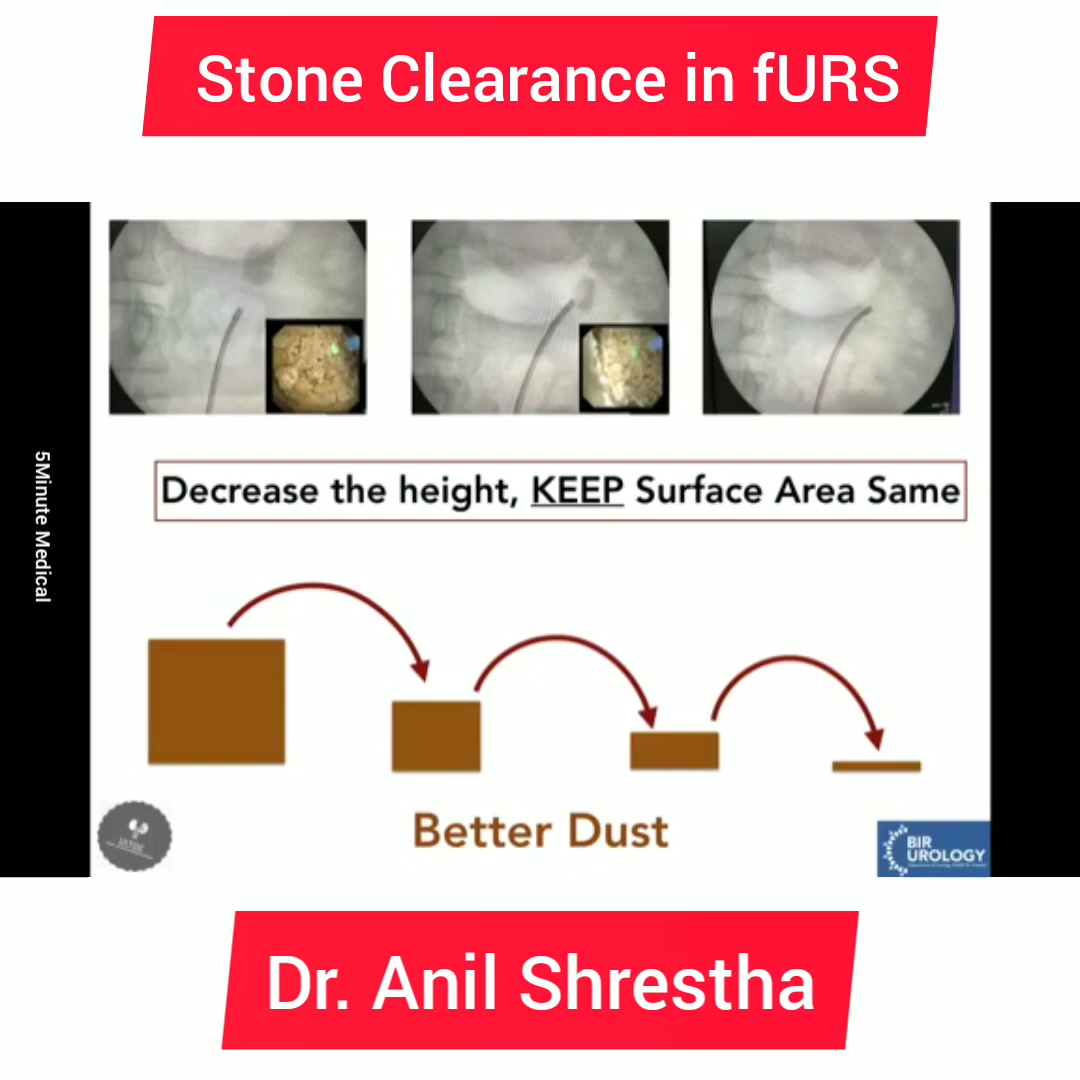 Stone Clearance in fURS
5Minute Medical
Decrease the height, KEEP Surface Area Same
Better Dust
BIR
UROLOGY
Dr. Anil Shrestha